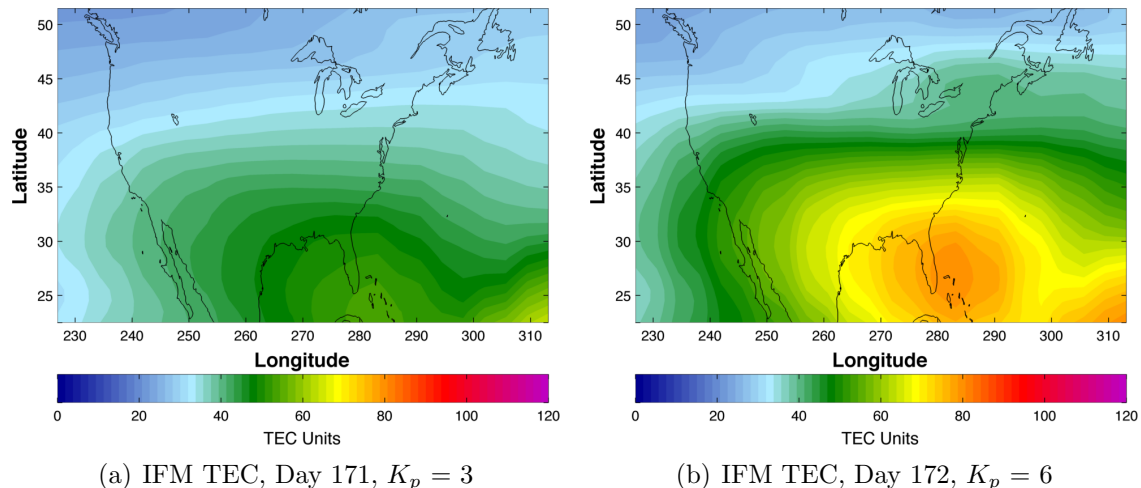 50
45
40
35
30
25
Latitude
230 240 250 260 270 280 290 300 310
Longitude
0 20 40 60 80 100 120
TEC Units
(a) IFM TEC, Day 171, $K_p$ = 3
50
45
40
35
30
25
Latitude
230 240 250 260 270 280 290 300 310
Longitude
0 20 40 60 80 100 120
TEC Units
(b) IFM TEC, Day 172, $K_p$ = 6